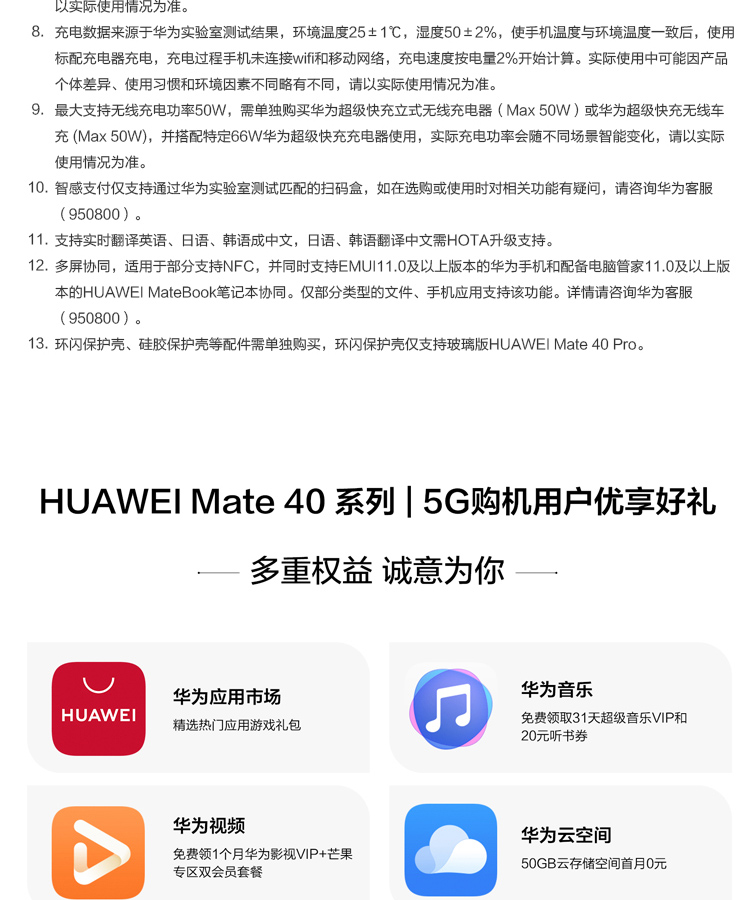 以实际使用情况为准。
8. 充电数据来源于华为实验室测试结果，环境温度25±1℃，湿度50±2%，使手机温度与环境温度一致后，使用
标配充电器充电，充电过程手机未连接wifi和移动网络，充电速度按电量2%开始计算。实际使用中可能因产品
个体差异、使用习惯和环境因素不同略有不同，请以实际使用情况为准。
9. 最大支持无线充电功率50W，需单独购买华为超级快充立式无线充电器（Max 50W）或华为超级快充无线车
充 (Max 50W)，并搭配特定66W华为超级快充充电器使用，实际充电功率会随不同场景智能变化，请以实际
使用情况为准。
10. 智感支付仅支持通过华为实验室测试匹配的扫码盒，如在选购或使用时对相关功能有疑问，请咨询华为客服
（950800）。
11. 支持实时翻译英语、日语、韩语成中文，日语、韩语翻译中文需HOTA升级支持。
12. 多屏协同，适用于部分支持NFC，并同时支持EMUI11.0及以上版本的华为手机和配备电脑管家11.0及以上版
本的HUAWEI MateBook笔记本协同。仅部分类型的文件、手机应用支持该功能。详情请咨询华为客服
（950800）。
13. 环闪保护壳、硅胶保护壳等配件需单独购买，环闪保护壳仅支持玻璃版HUAWEI Mate 40 Pro。
HUAWEI Mate 40 系列 | 5G购机用户优享好礼
多重权益 诚意为你
HUAWEI
华为应用市场
精选热门应用游戏礼包
华为音乐
免费领取31天超级音乐VIP和
20元听书券
华为视频
免费领1个月华为影视VIP+芒果
专区双会员套餐
华为云空间
50GB云存储空间首月0元